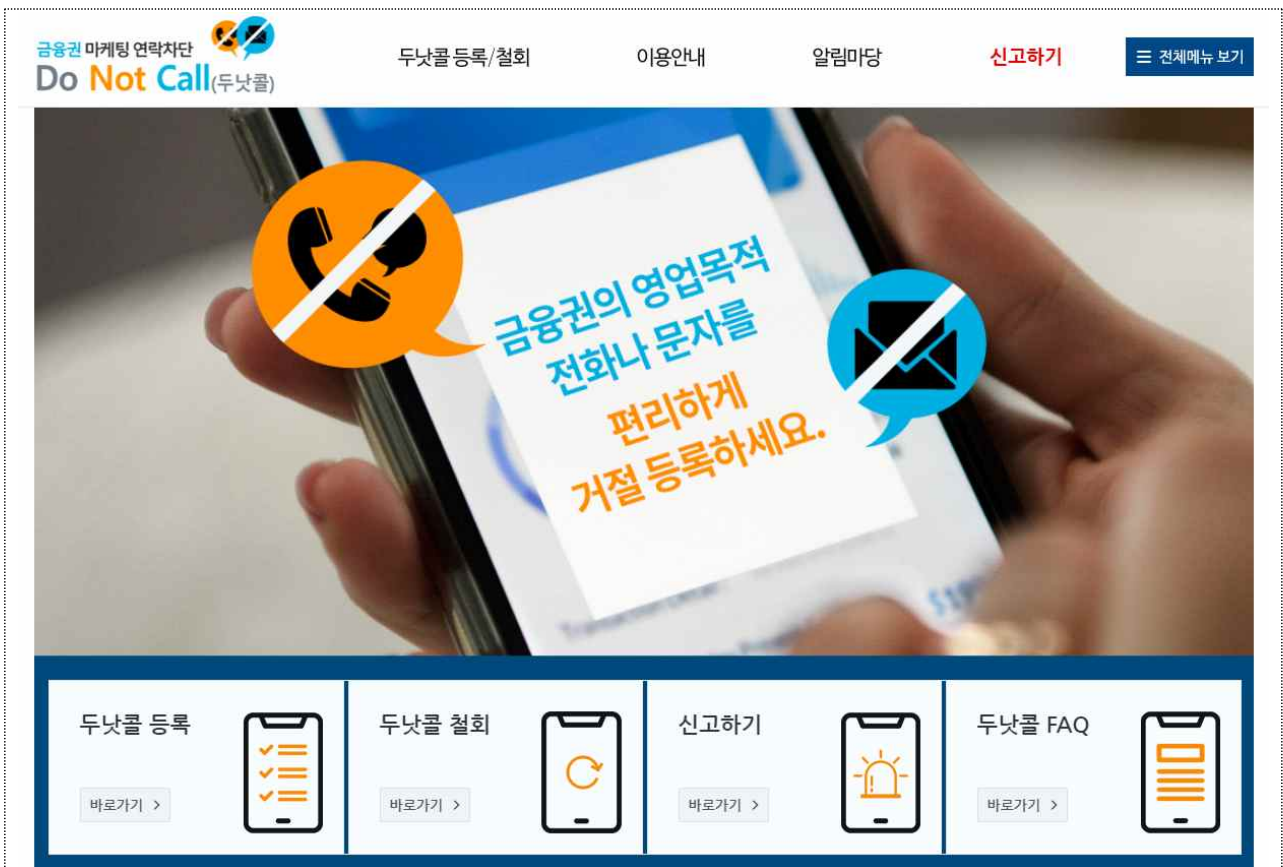 금융권 마케팅 연락차단
Do Not Call(두낫콜)
두낫콜 등록/철회
이용안내
알림마당
신고하기
전체메뉴 보기
금융권의 영업목적
전화나 문자를
편리하게
거절 등록하세요.
두낫콜 등록
바로가기 >
두낫콜 철회
바로가기 >
신고하기
바로가기 >
두낫콜 FAQ
바로가기 >